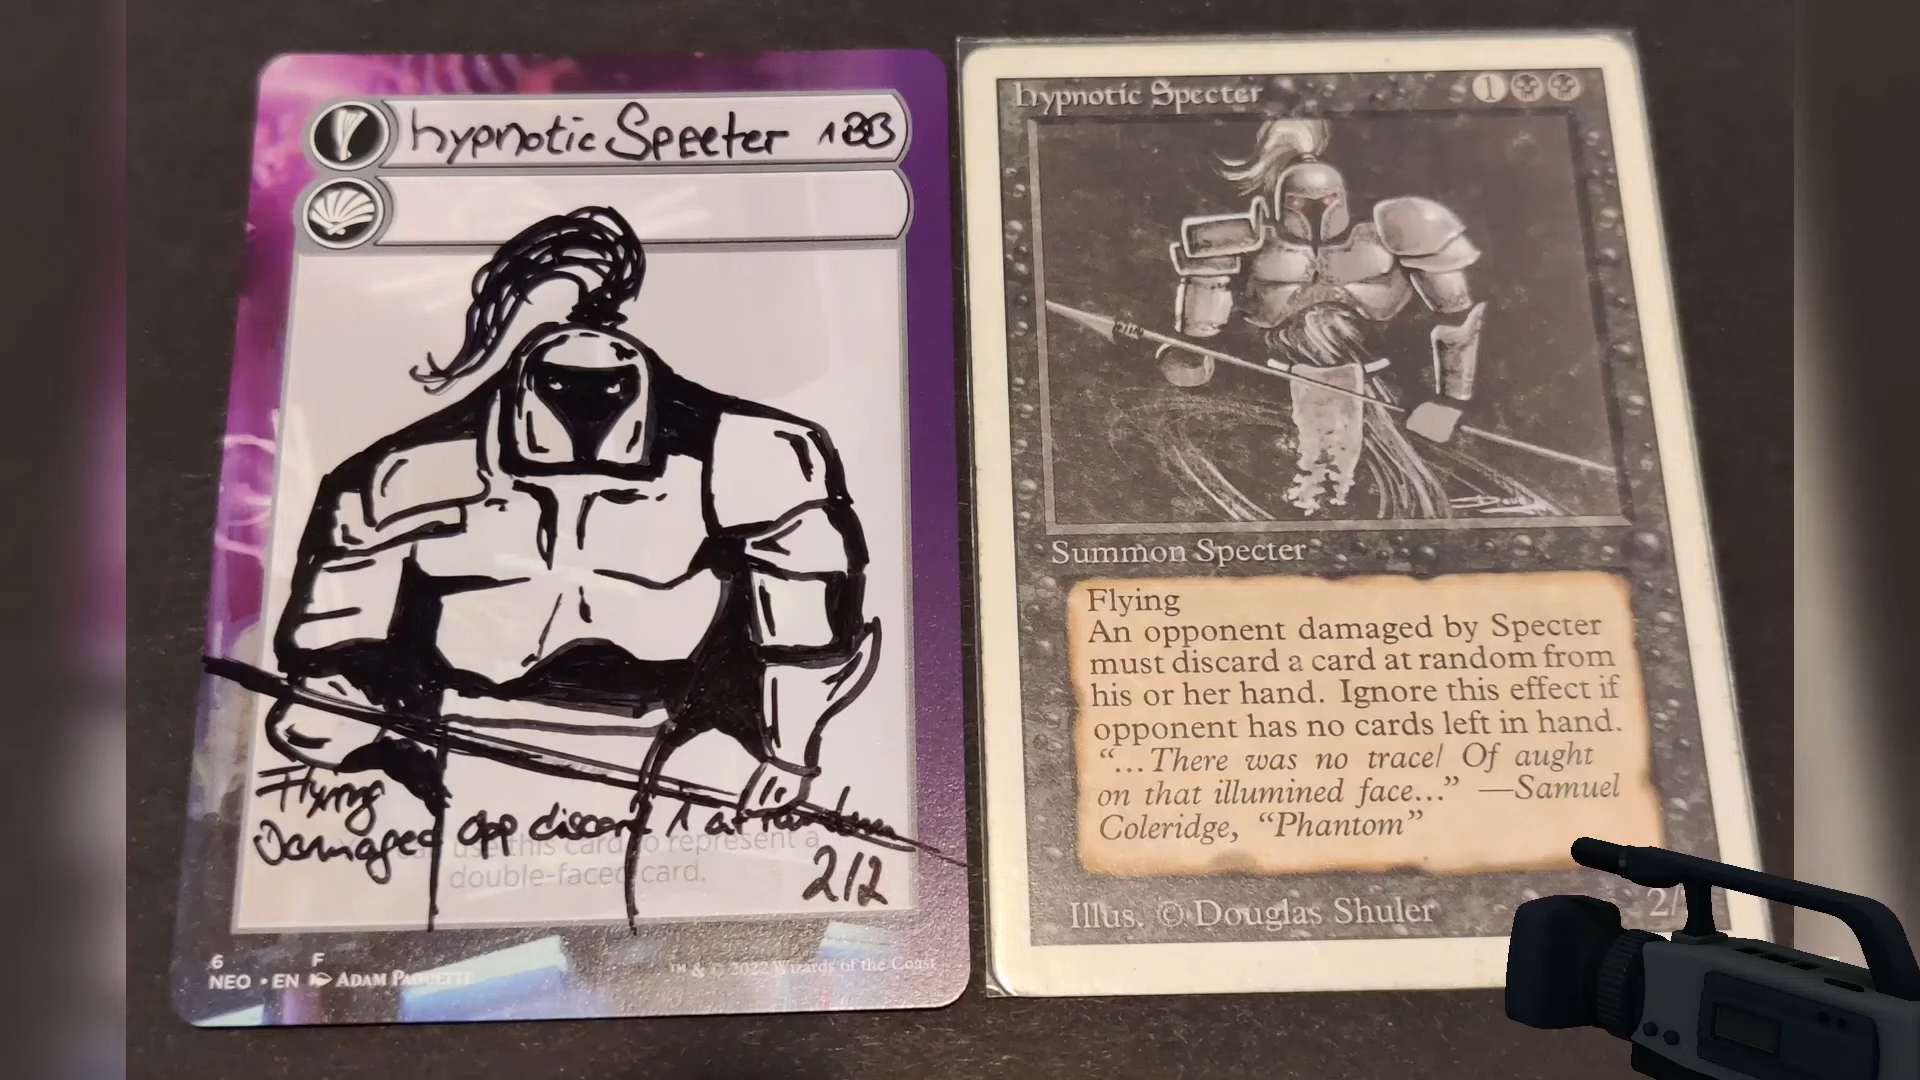 hypnotic Specter 1BB
Flying
Damaged opp discard 1 at random
use this card to represent a
double-faced card.
2/2
6 F
NEO • EN ADAM PAQUETTE
™ & © 2022 Wizards of the Coast
Hypnotic Specter 1
Summon Specter
Flying
An opponent damaged by Specter
must discard a card at random from
his or her hand. Ignore this effect if
opponent has no cards left in hand.
"...There was no trace/ Of aught
on that illumined face..." —Samuel
Coleridge, "Phantom"
Illus. © Douglas Shuler
2/